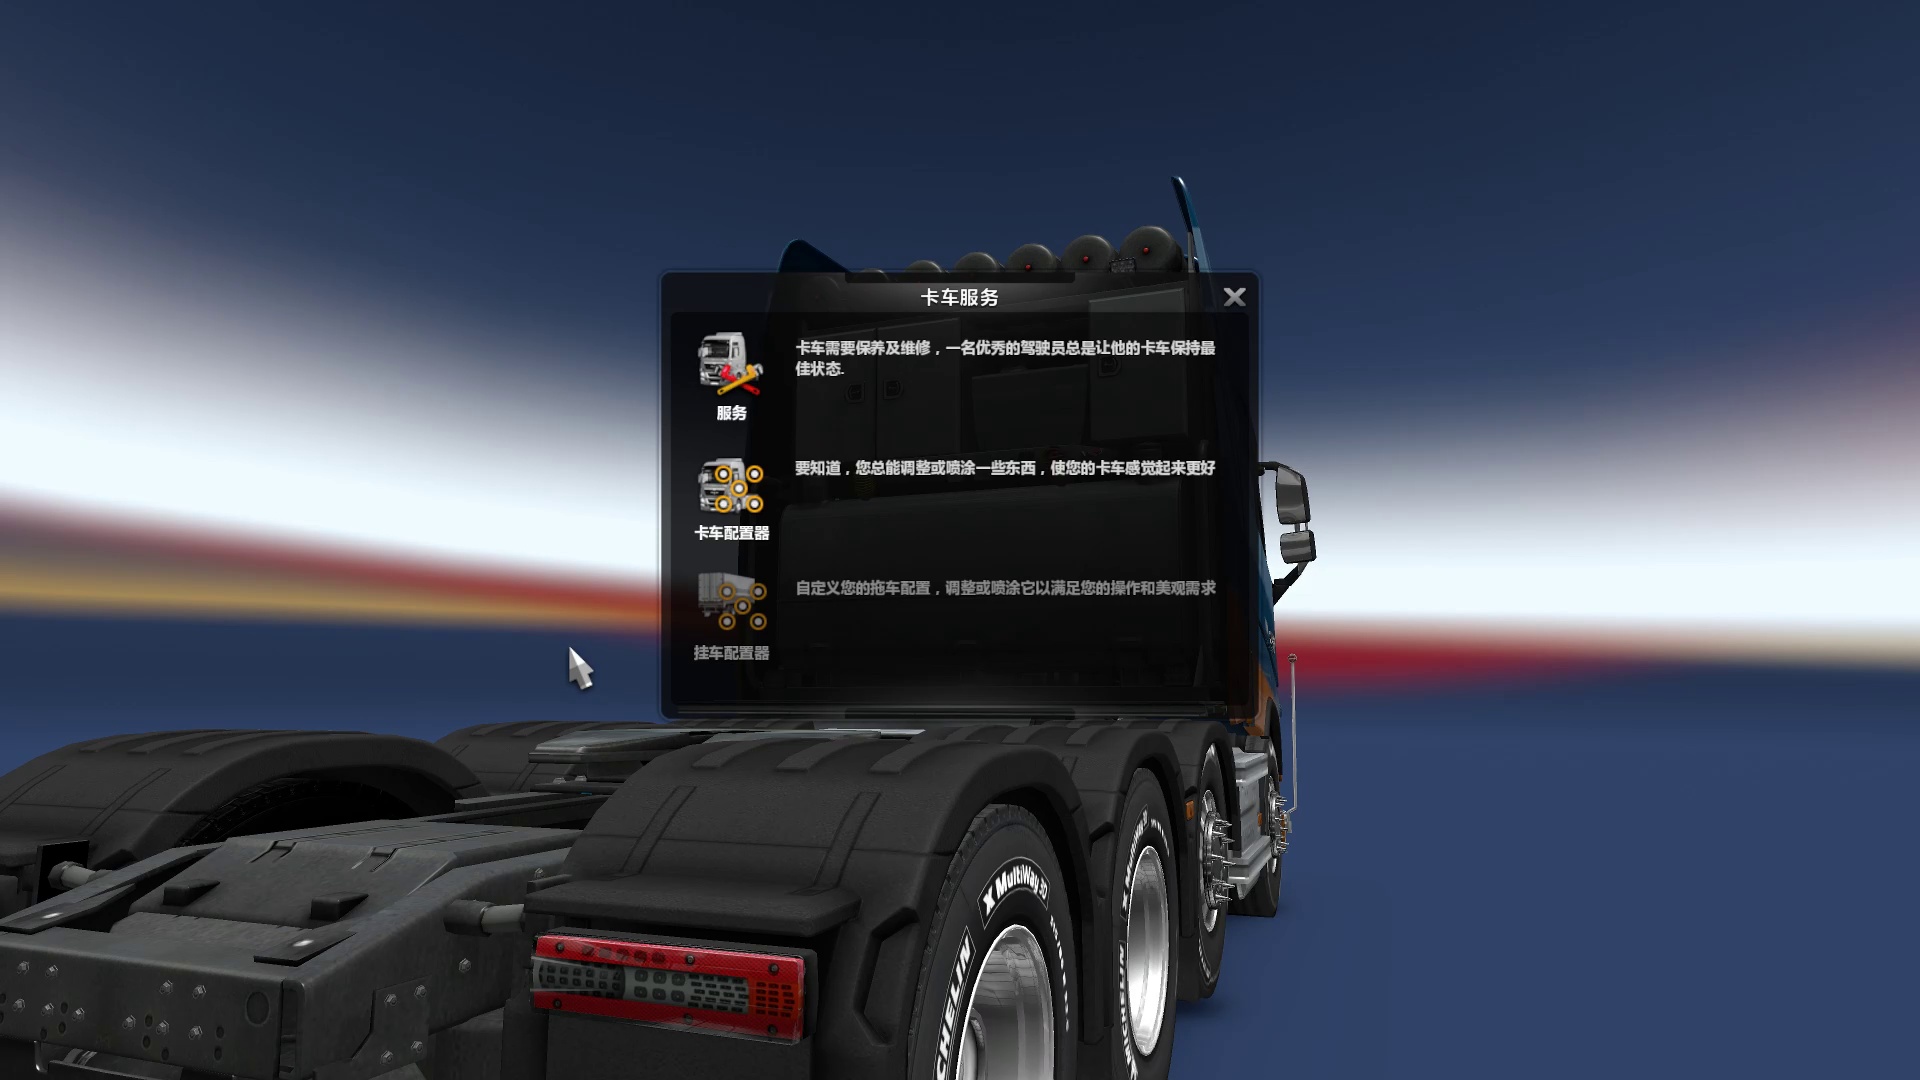 卡车服务
卡车需要保养及维修，一名优秀的驾驶员总是让他的卡车保持最
佳状态.
服务
要知道，您总能调整或喷涂一些东西，使您的卡车感觉起来更好
卡车配置器
自定义您的拖车配置，调整或喷涂它以满足您的操作和美观需求
挂车配置器
X MultiWay 3D
CHELIN